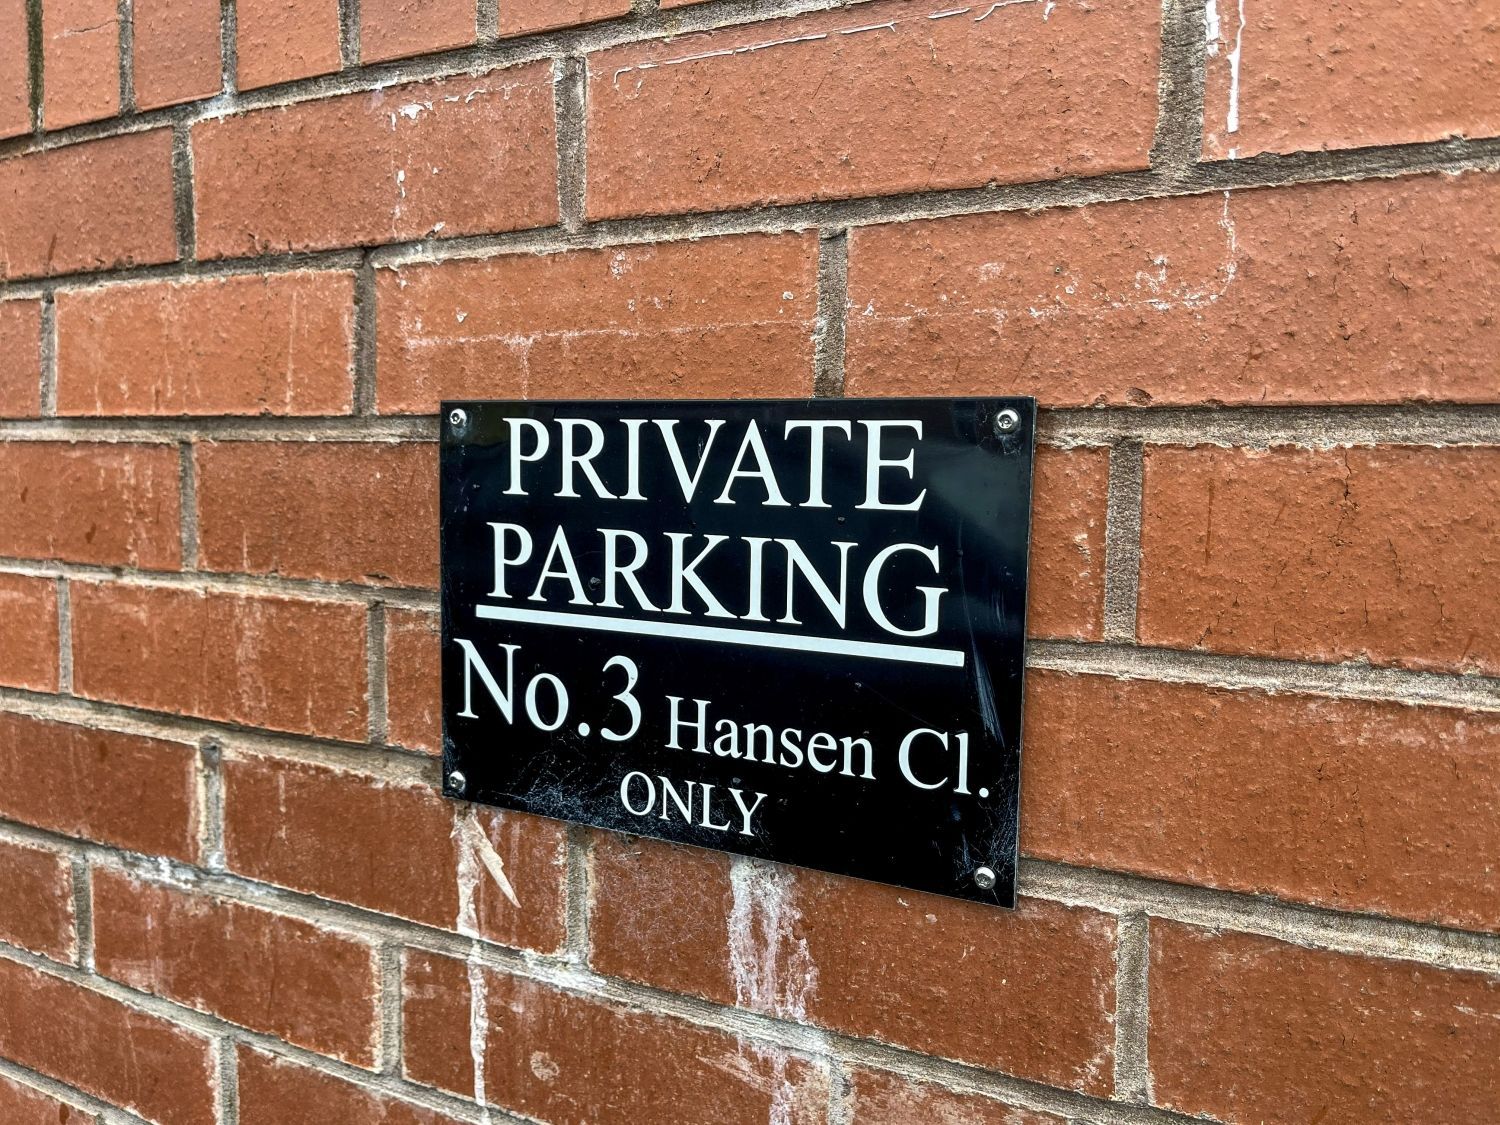 PRIVATE
PARKING
No.3 Hansen Cl.
ONLY